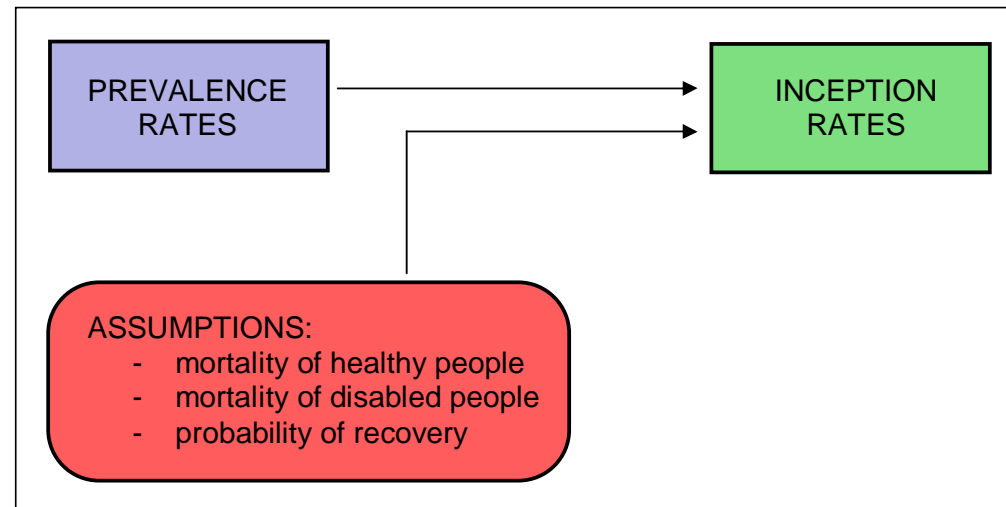 PREVALENCE
RATES
INCEPTION
RATES
ASSUMPTIONS:
- mortality of healthy people
- mortality of disabled people
- probability of recovery